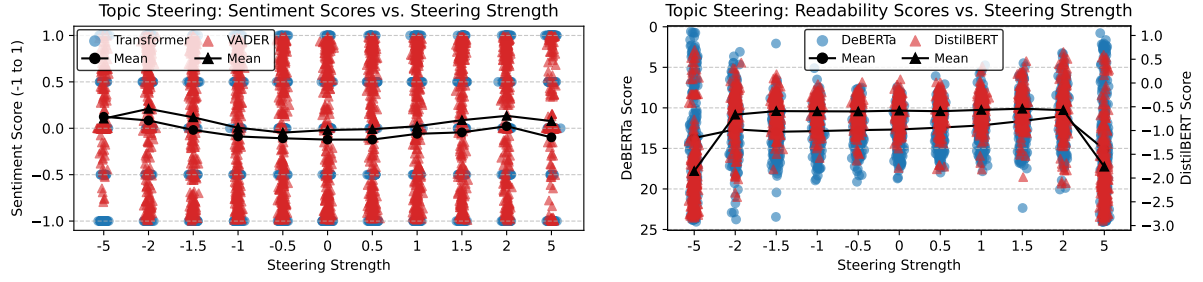 Topic Steering: Sentiment Scores vs. Steering Strength
Sentiment Score (-1 to 1)
1.0
0.5
0.0
−0.5
−1.0
Transformer
VADER
Mean
Mean
-5
-2
-1.5
-1
-0.5
0
0.5
1
1.5
2
5
Steering Strength
Topic Steering: Readability Scores vs. Steering Strength
DeBERTa Score
0
5
10
15
20
25
DeBERTa
DistilBERT
Mean
Mean
1.0
0.5
0.0
−0.5
−1.0
−1.5
−2.0
−2.5
−3.0
DistilBERT Score
-5
-2
-1.5
-1
-0.5
0
0.5
1
1.5
2
5
Steering Strength